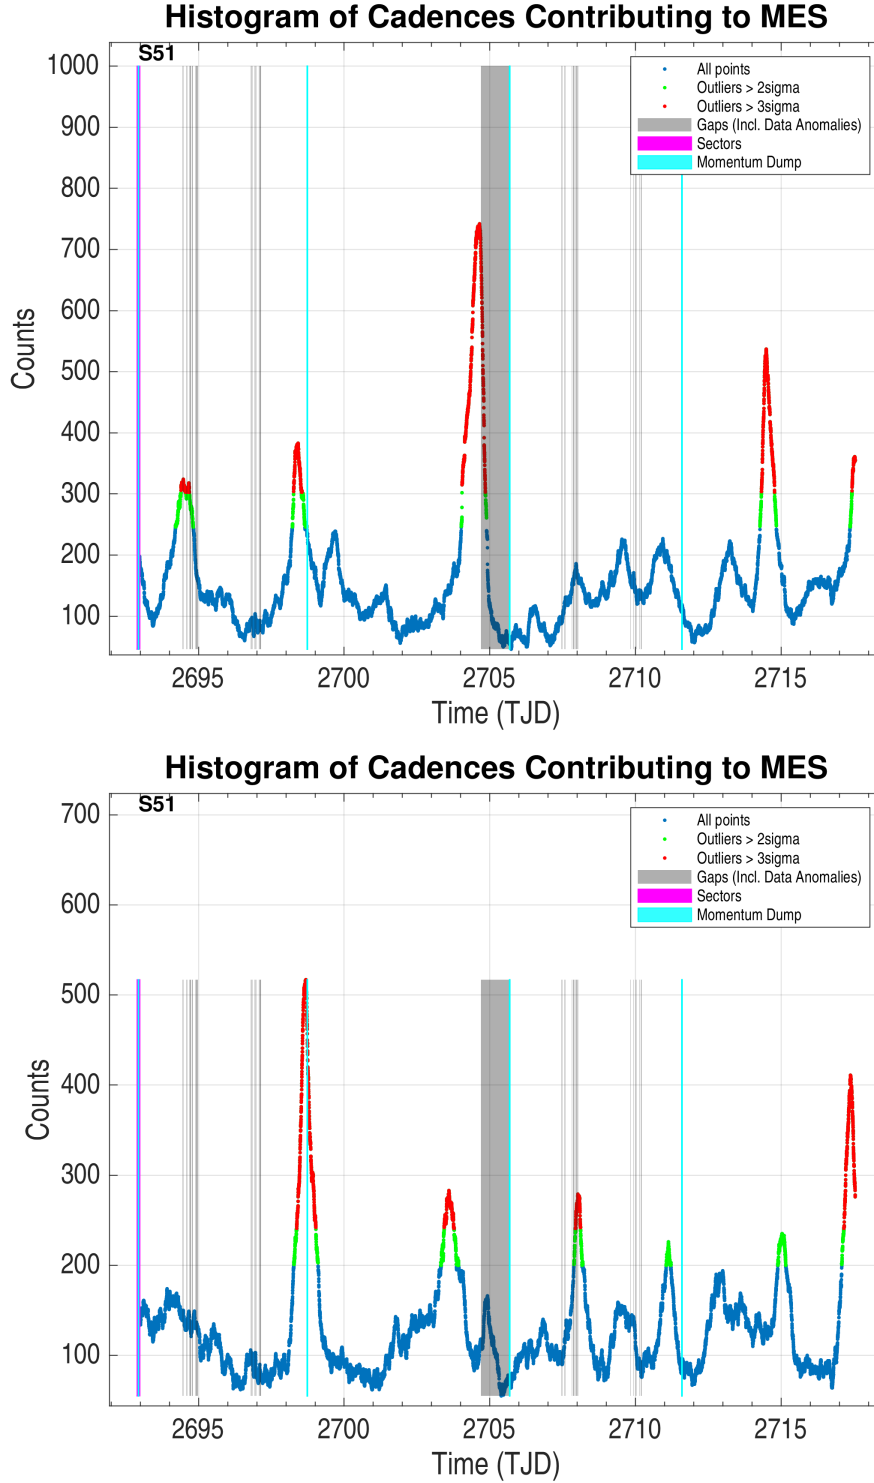 Histogram of Cadences Contributing to MES
S51
1000
900
800
700
600
500
400
300
200
100
Counts
All points
Outliers > 2sigma
Outliers > 3sigma
Gaps (Incl. Data Anomalies)
Sectors
Momentum Dump
2695 2700 2705 2710 2715
Time (TJD)
Histogram of Cadences Contributing to MES
S51
700
600
500
400
300
200
100
Counts
All points
Outliers > 2sigma
Outliers > 3sigma
Gaps (Incl. Data Anomalies)
Sectors
Momentum Dump
2695 2700 2705 2710 2715
Time (TJD)